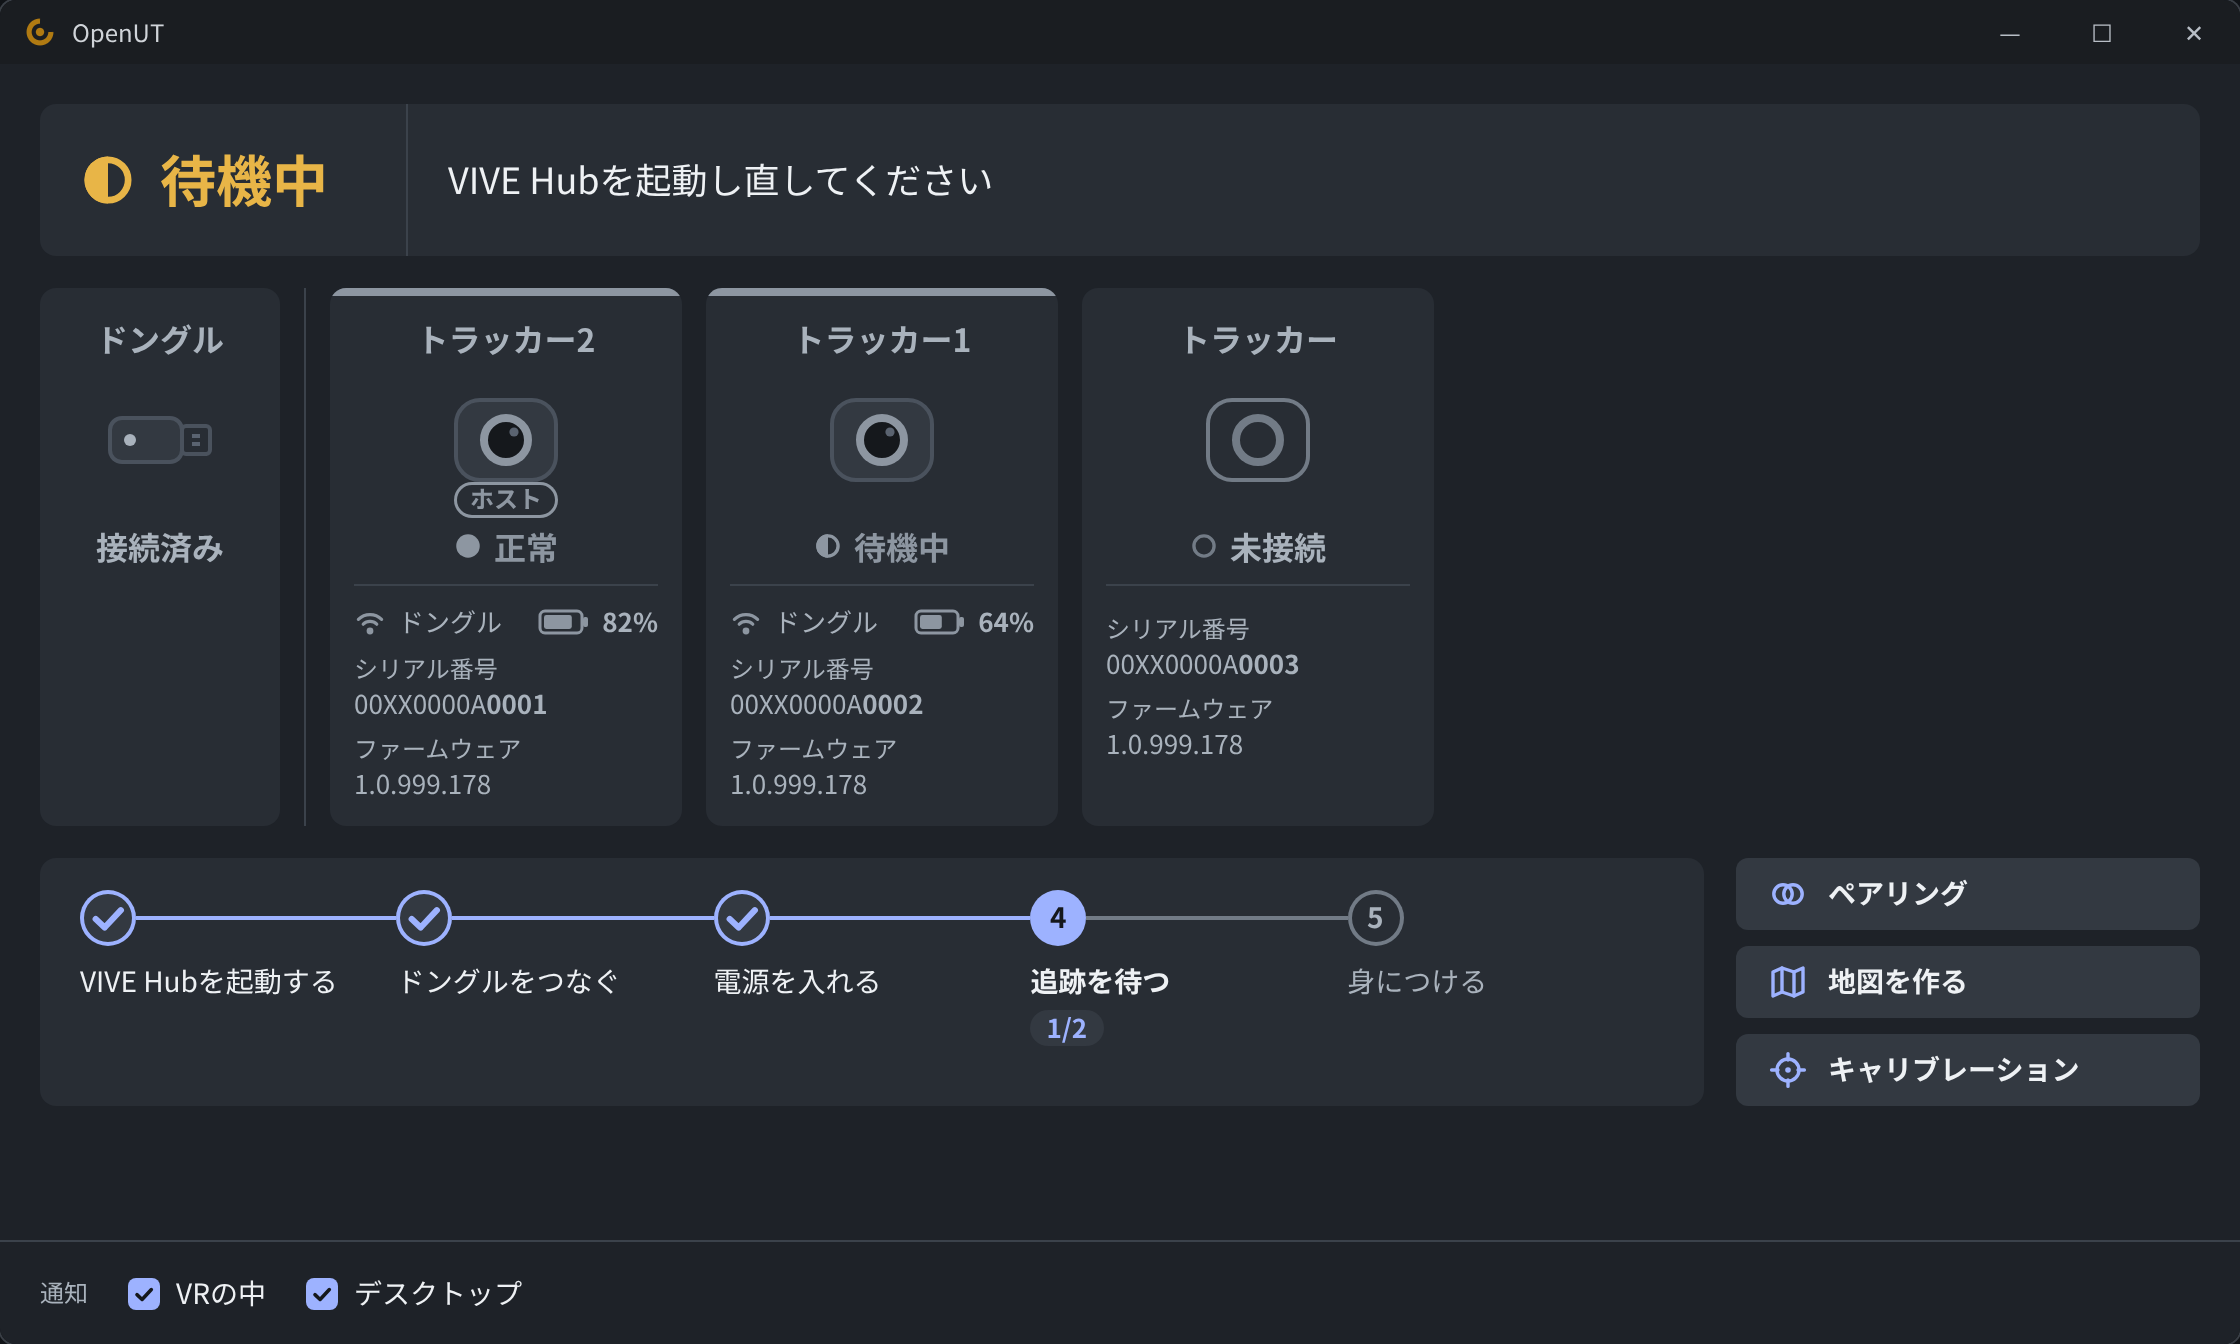 OpenUT
待機中
VIVE Hubを起動し直してください
ドングル
接続済み
トラッカー2
ホスト
正常
ドングル 82%
シリアル番号
00XX0000A0001
ファームウェア
1.0.999.178
トラッカー1
待機中
ドングル 64%
シリアル番号
00XX0000A0002
ファームウェア
1.0.999.178
トラッカー
未接続
シリアル番号
00XX0000A0003
ファームウェア
1.0.999.178
VIVE Hubを起動する
ドングルをつなぐ
電源を入れる
4
追跡を待つ
1/2
5
身につける
ペアリング
地図を作る
キャリブレーション
通知 VRの中 デスクトップ